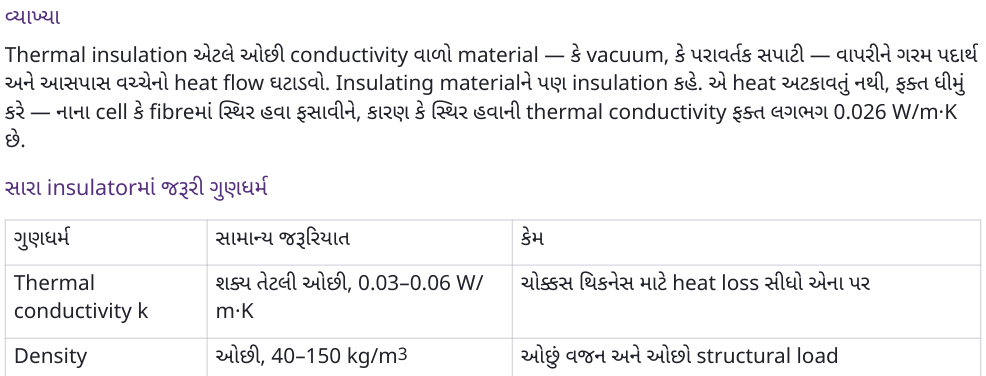 વ્યાખ્યા
Thermal insulation એટલે ઓછી conductivity વાળો material — કે vacuum, કે પરાવર્તક સપાટી — વાપરીને ગરમ પદાર્થ
અને આસપાસ વચ્ચેનો heat flow ઘટાડવો. Insulating materialને પણ insulation કહે. એ heat અટકાવતું નથી, ફક્ત ધીમું
કરે — નાના cell કે fibreમાં સ્થિર હવા ફસાવીને, કારણ કે સ્થિર હવાની thermal conductivity ફક્ત લગભગ 0.026 W/m·K
છે.
સારા insulatorમાં જરૂરી ગુણધર્મ
ગુણધર્મ સામાન્ય જરૂરિયાત કેમ
Thermal શક્ય તેટલી ઓછી, 0.03–0.06 W/ ચોક્કસ થિકનેસ માટે heat loss સીધો એના પર
conductivity k m·K
Density ઓછી, 40–150 kg/m3 ઓછું વજન અને ઓછો structural load